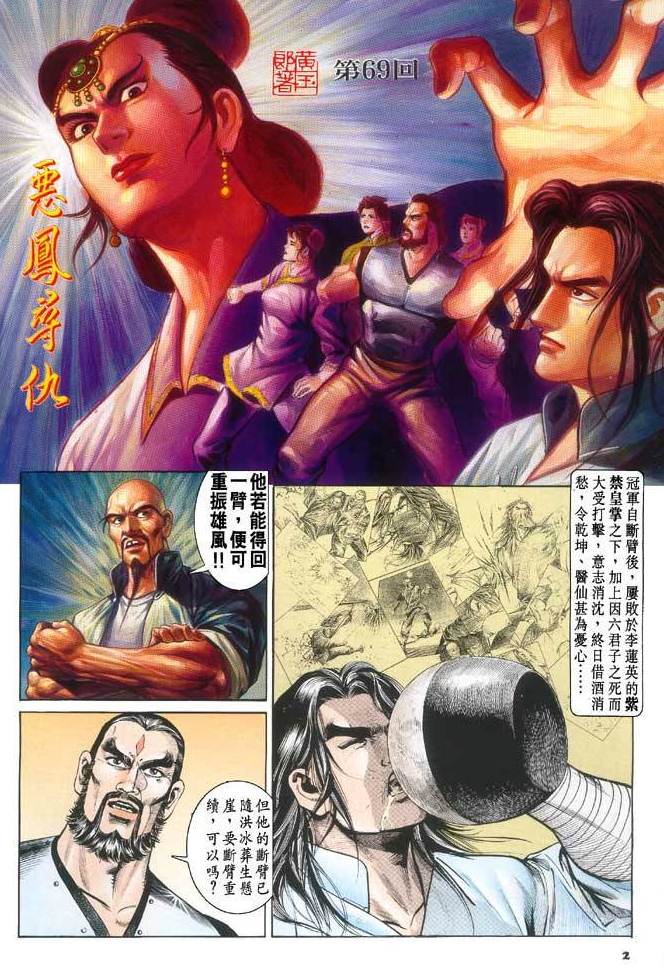 第69回
黃玉
郎著
惡鳳尋仇
冠軍自斷臂後，屢敗於李蓮英的紫
禁皇掌之下，加上因六君子之死而
大受打擊，意志消沈，終日借酒消
愁，令乾坤、醫仙甚為憂心……
他若能得回
一臂，便可
重振雄風!!
但他的斷臂已
隨洪冰葬生懸
崖，要斷臂重
續，可以嗎？
2